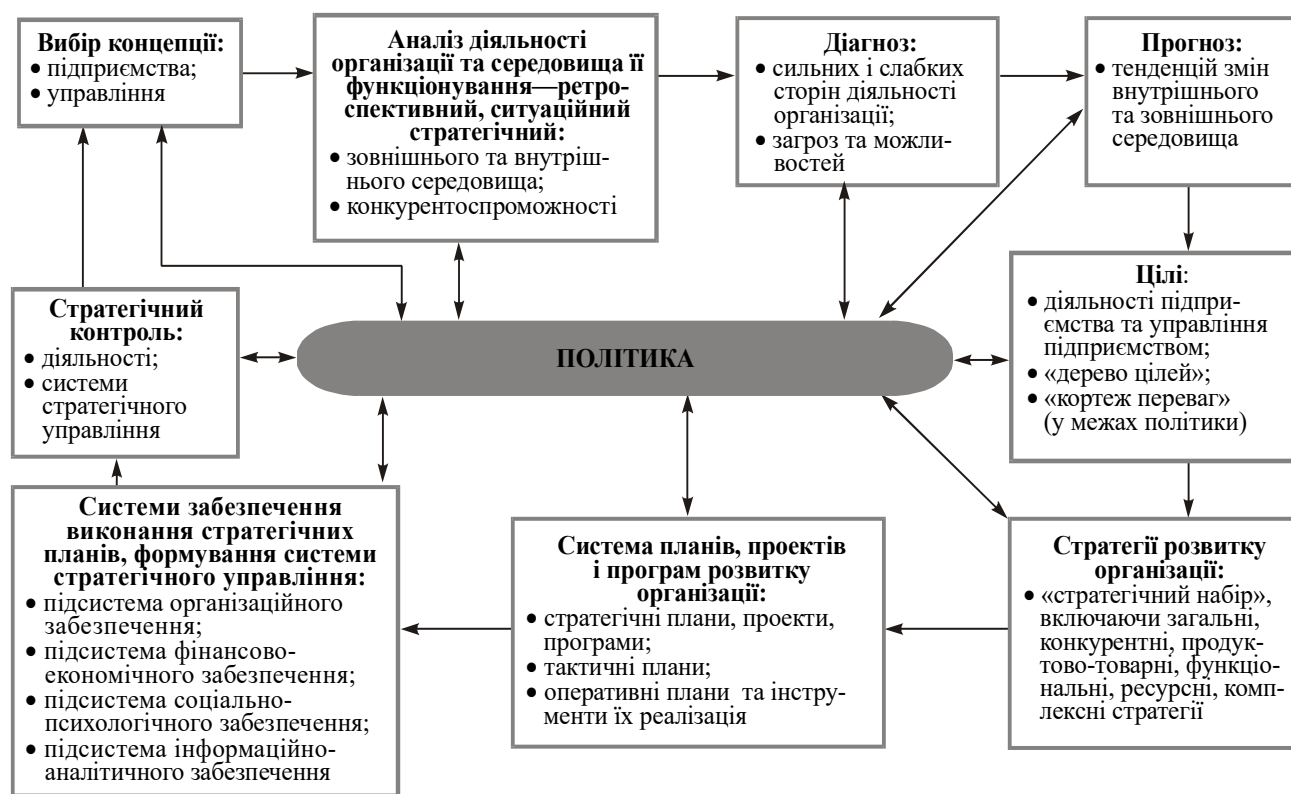 Вибір концепції:
• підприємства;
• управління
Аналіз діяльності
організації та середовища її
функціонування—ретро-
спективний, ситуаційний
стратегічний:
• зовнішнього та внутріш-
нього середовища;
• конкурентоспроможності
Діагноз:
• сильних і слабких
сторін діяльності
організації;
• загроз та можли-
востей
Прогноз:
• тенденцій змін
внутрішнього
та зовнішнього
середовища
Стратегічний
контроль:
• діяльності;
• системи
стратегічного
управління
ПОЛІТИКА
Цілі:
• діяльності підпри-
ємства та управління
підприємством;
• «дерево цілей»;
• «кортеж переваг»
(у межах політики)
Системи забезпечення
виконання стратегічних
планів, формування системи
стратегічного управління:
• підсистема організаційного
забезпечення;
• підсистема фінансово-
економічного забезпечення;
• підсистема соціально-
психологічного забезпечення;
• підсистема інформаційно-
аналітичного забезпечення
Система планів, проектів
і програм розвитку
організації:
• стратегічні плани, проекти,
програми;
• тактичні плани;
• оперативні плани та інстру-
менти їх реалізація
Стратегії розвитку
організації:
• «стратегічний набір»,
включаючи загальні,
конкурентні, продук-
тово-товарні, функціо-
нальні, ресурсні, комп-
лексні стратегії